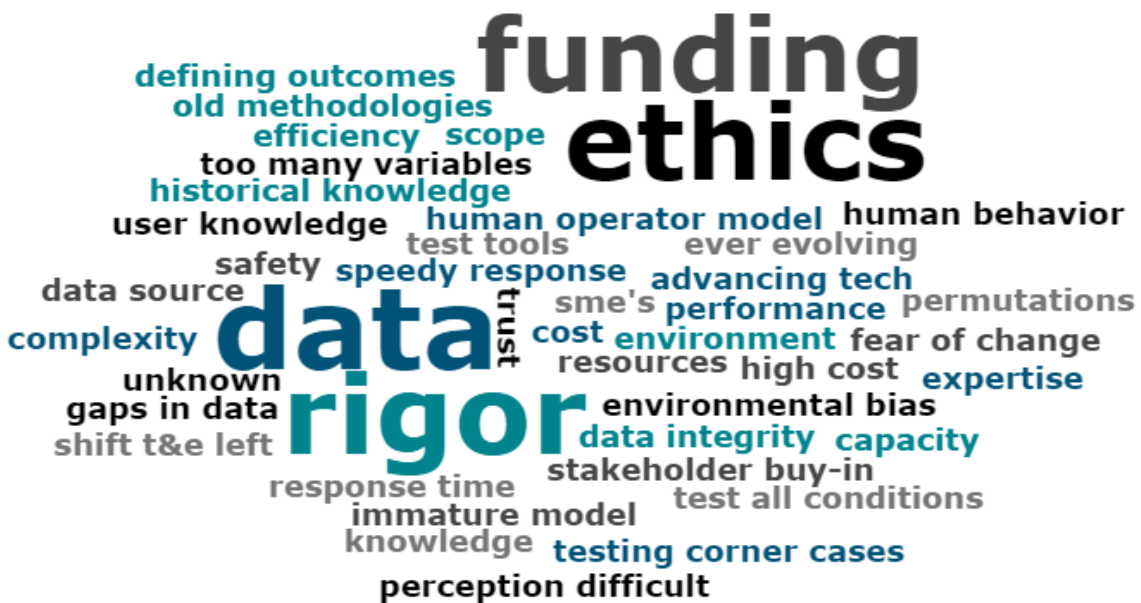 funding
defining outcomes
old methodologies
ethics
efficiency scope
too many variables
historical knowledge
user knowledge human operator model human behavior
test tools ever evolving
safety speedy response advancing tech
data source
data
trust
sme's performance permutations
complexity
cost environment fear of change
resources high cost expertise
unknown
gaps in data
rigor
environmental bias
shift t&e left
data integrity capacity
stakeholder buy-in
response time
test all conditions
immature model
knowledge
testing corner cases
perception difficult